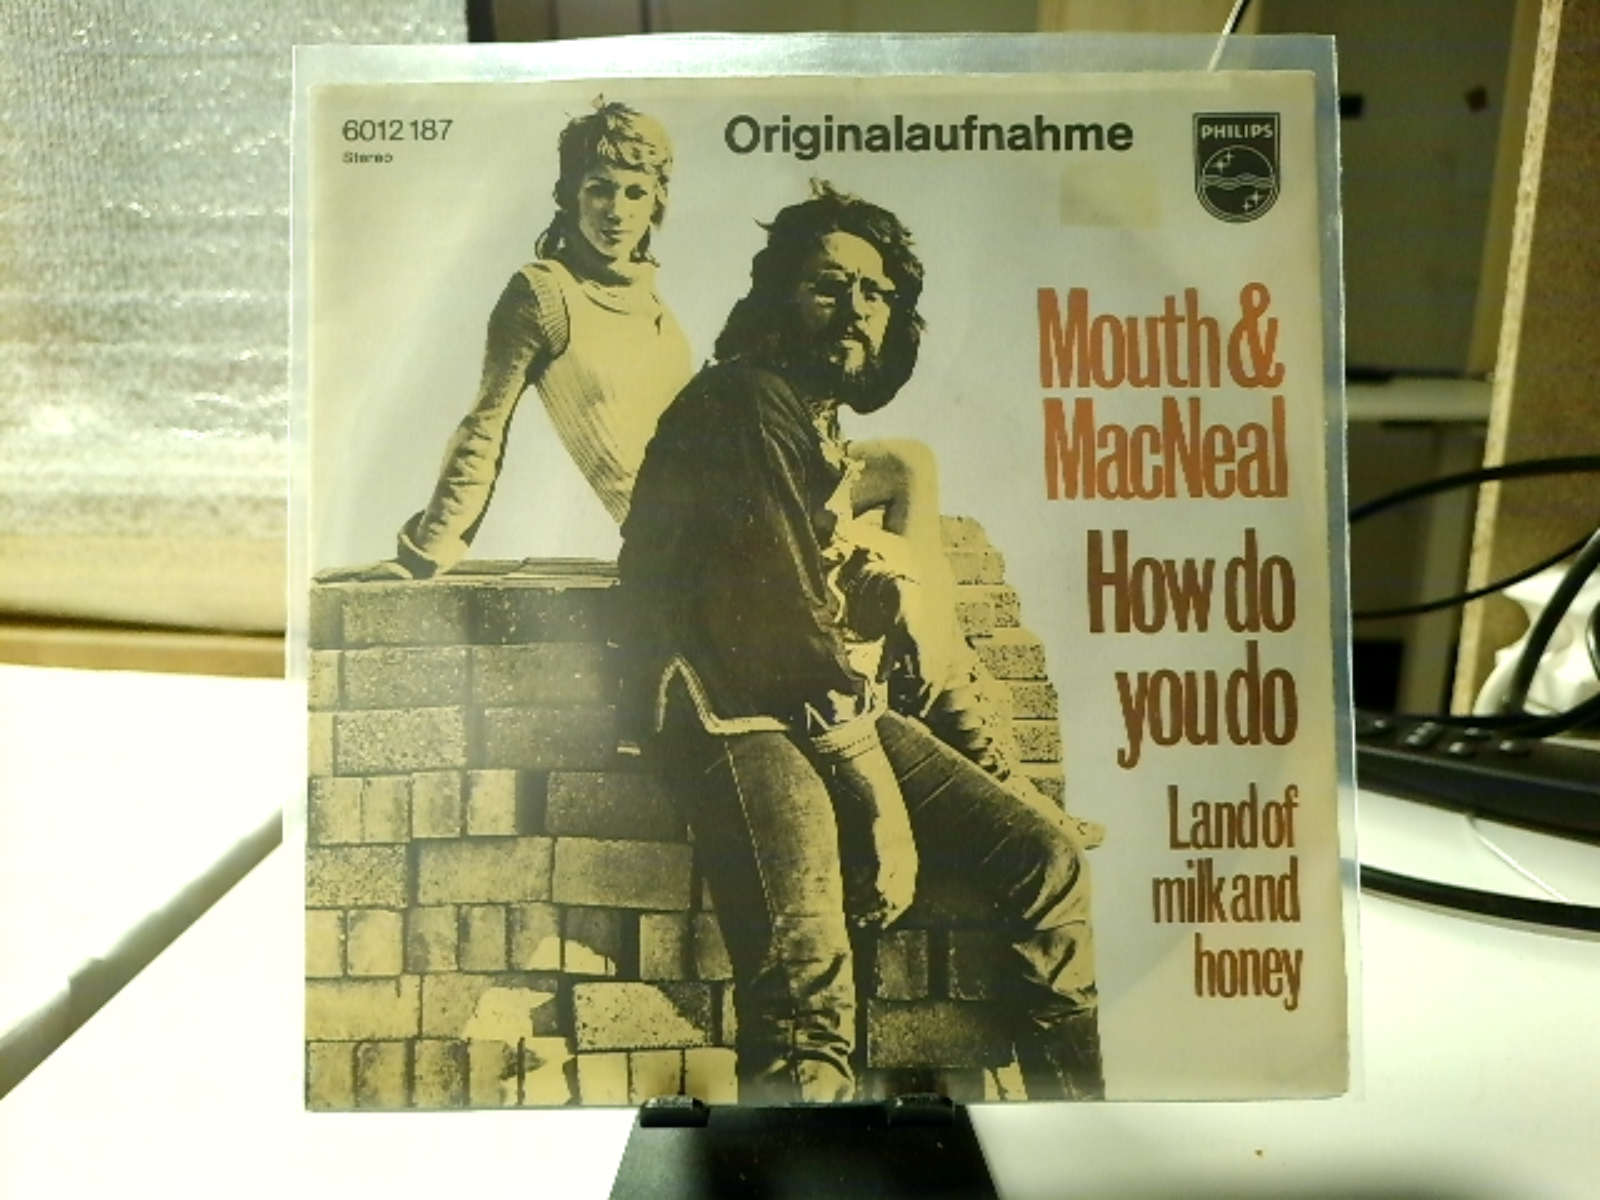 6012 187
Stereo
Originalaufnahme
PHILIPS
Mouth &
MacNeal
How do
you do
Land of
milk and
honey